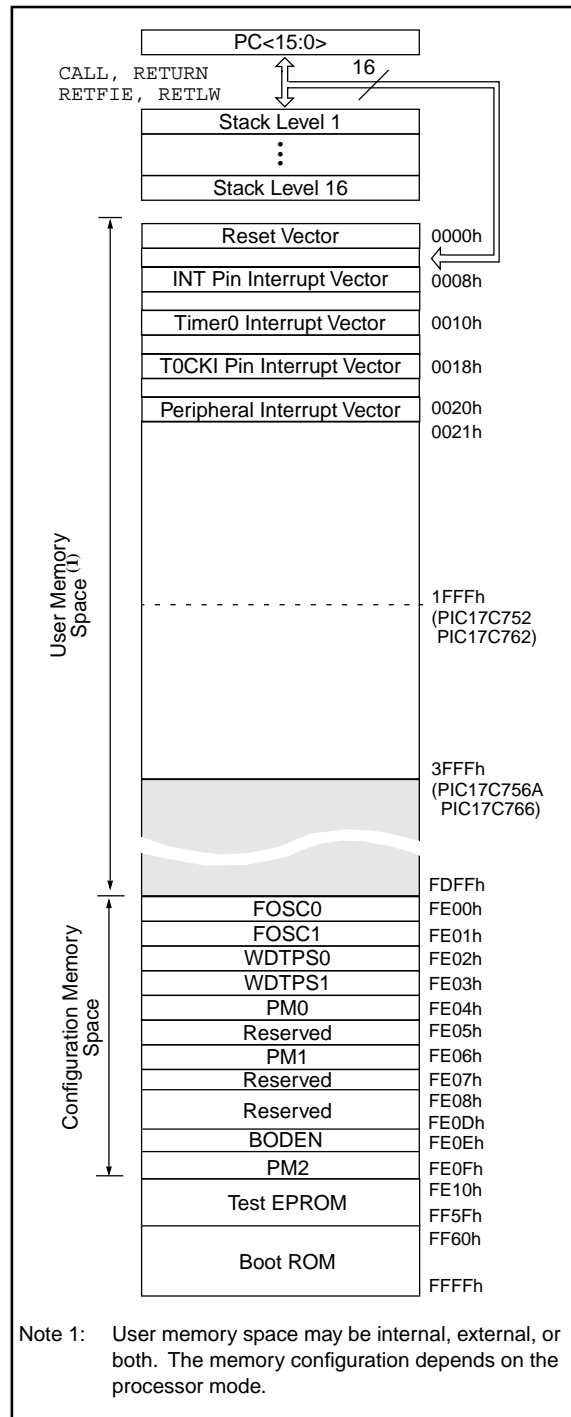 PC<15:0>
CALL, RETURN
RETFIE, RETLW
16
Stack Level 1
Stack Level 16
Reset Vector 0000h
INT Pin Interrupt Vector 0008h
Timer0 Interrupt Vector 0010h
T0CKI Pin Interrupt Vector 0018h
Peripheral Interrupt Vector 0020h
0021h
User Memory
Space (1)
1FFFh
(PIC17C752
PIC17C762)
3FFFh
(PIC17C756A
PIC17C766)
FDFFh
Configuration Memory
Space
FOSC0 FE00h
FOSC1 FE01h
WDTPS0 FE02h
WDTPS1 FE03h
PM0 FE04h
Reserved FE05h
PM1 FE06h
Reserved FE07h
FE08h
Reserved
FE0Dh
BODEN FE0Eh
PM2 FE0Fh
FE10h
Test EPROM
FF5Fh
FF60h
Boot ROM
FFFFh
Note 1: User memory space may be internal, external, or
both. The memory configuration depends on the
processor mode.